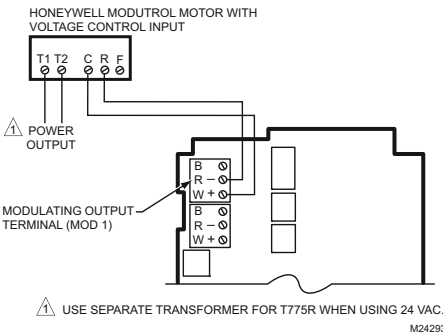 HONEYWELL MODUTROL MOTOR WITH
VOLTAGE CONTROL INPUT
T1 T2 C R F
1 POWER
OUTPUT
B
R –
W +
MODULATING OUTPUT
TERMINAL (MOD 1)
B
R –
W +
1 USE SEPARATE TRANSFORMER FOR T775R WHEN USING 24 VAC.